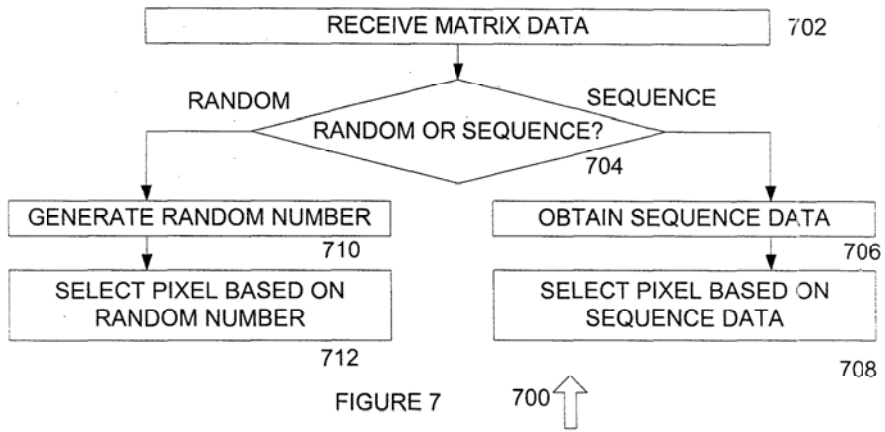 RECEIVE MATRIX DATA
702
RANDOM
SEQUENCE
RANDOM OR SEQUENCE?
704
GENERATE RANDOM NUMBER
710
OBTAIN SEQUENCE DATA
706
SELECT PIXEL BASED ON
RANDOM NUMBER
712
SELECT PIXEL BASED ON
SEQUENCE DATA
708
FIGURE 7
700